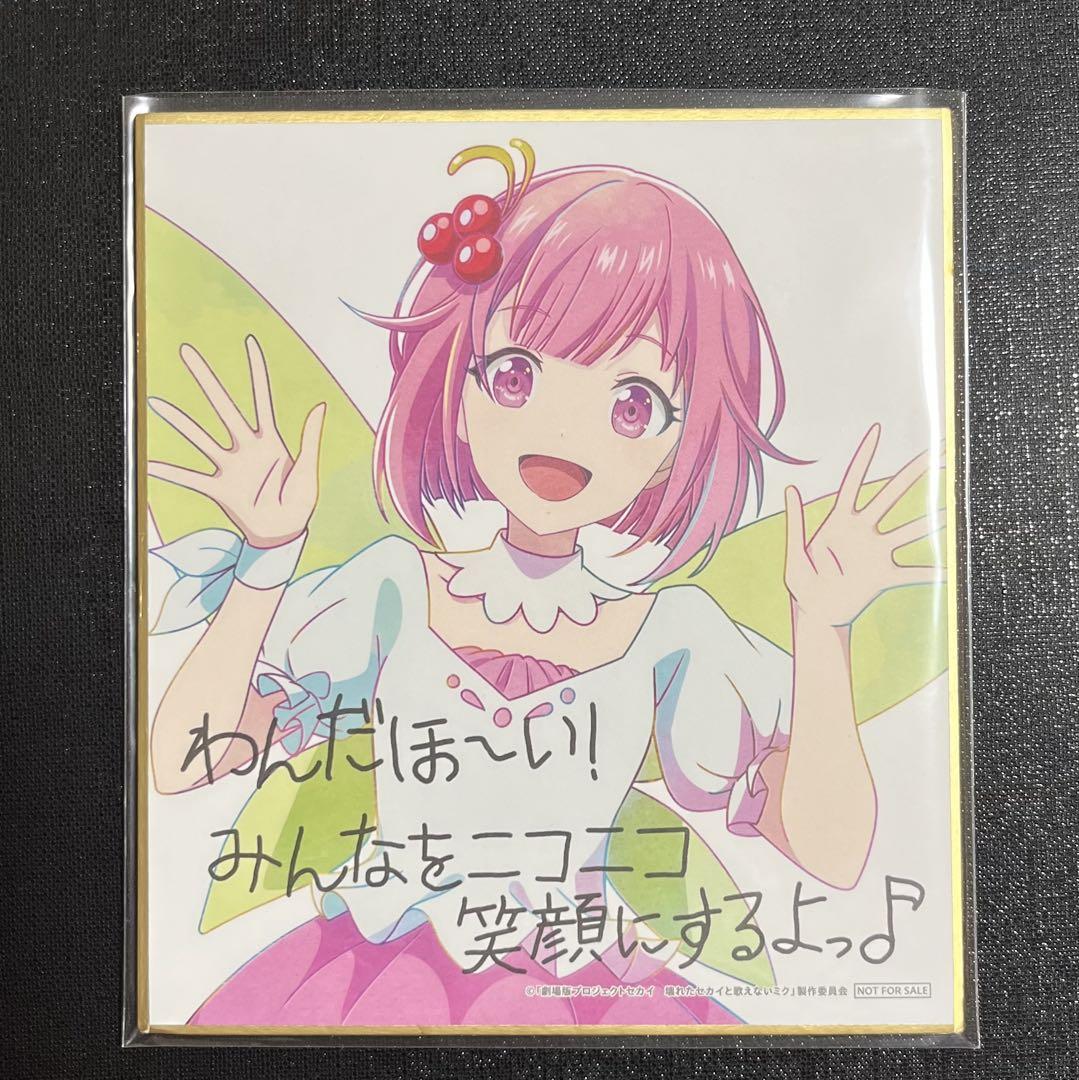 わんだほ～い!
みんなをニコニコ
笑顔にするよっ♪
©「劇場版プロジェクトセカイ　壊れたセカイと歌えないミク」製作委員会 NOT FOR SALE